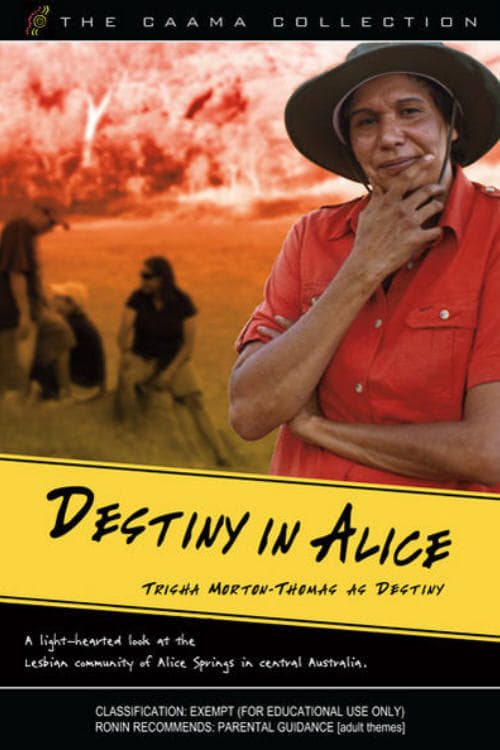 THE CAAMA COLLECTION
DESTINY IN ALICE
TRISHA MORTON-THOMAS AS DESTINY
A light-hearted look at the
Lesbian community of Alice Springs in central Australia.
CLASSIFICATION: EXEMPT (FOR EDUCATIONAL USE ONLY)
RONIN RECOMMENDS: PARENTAL GUIDANCE [adult themes]